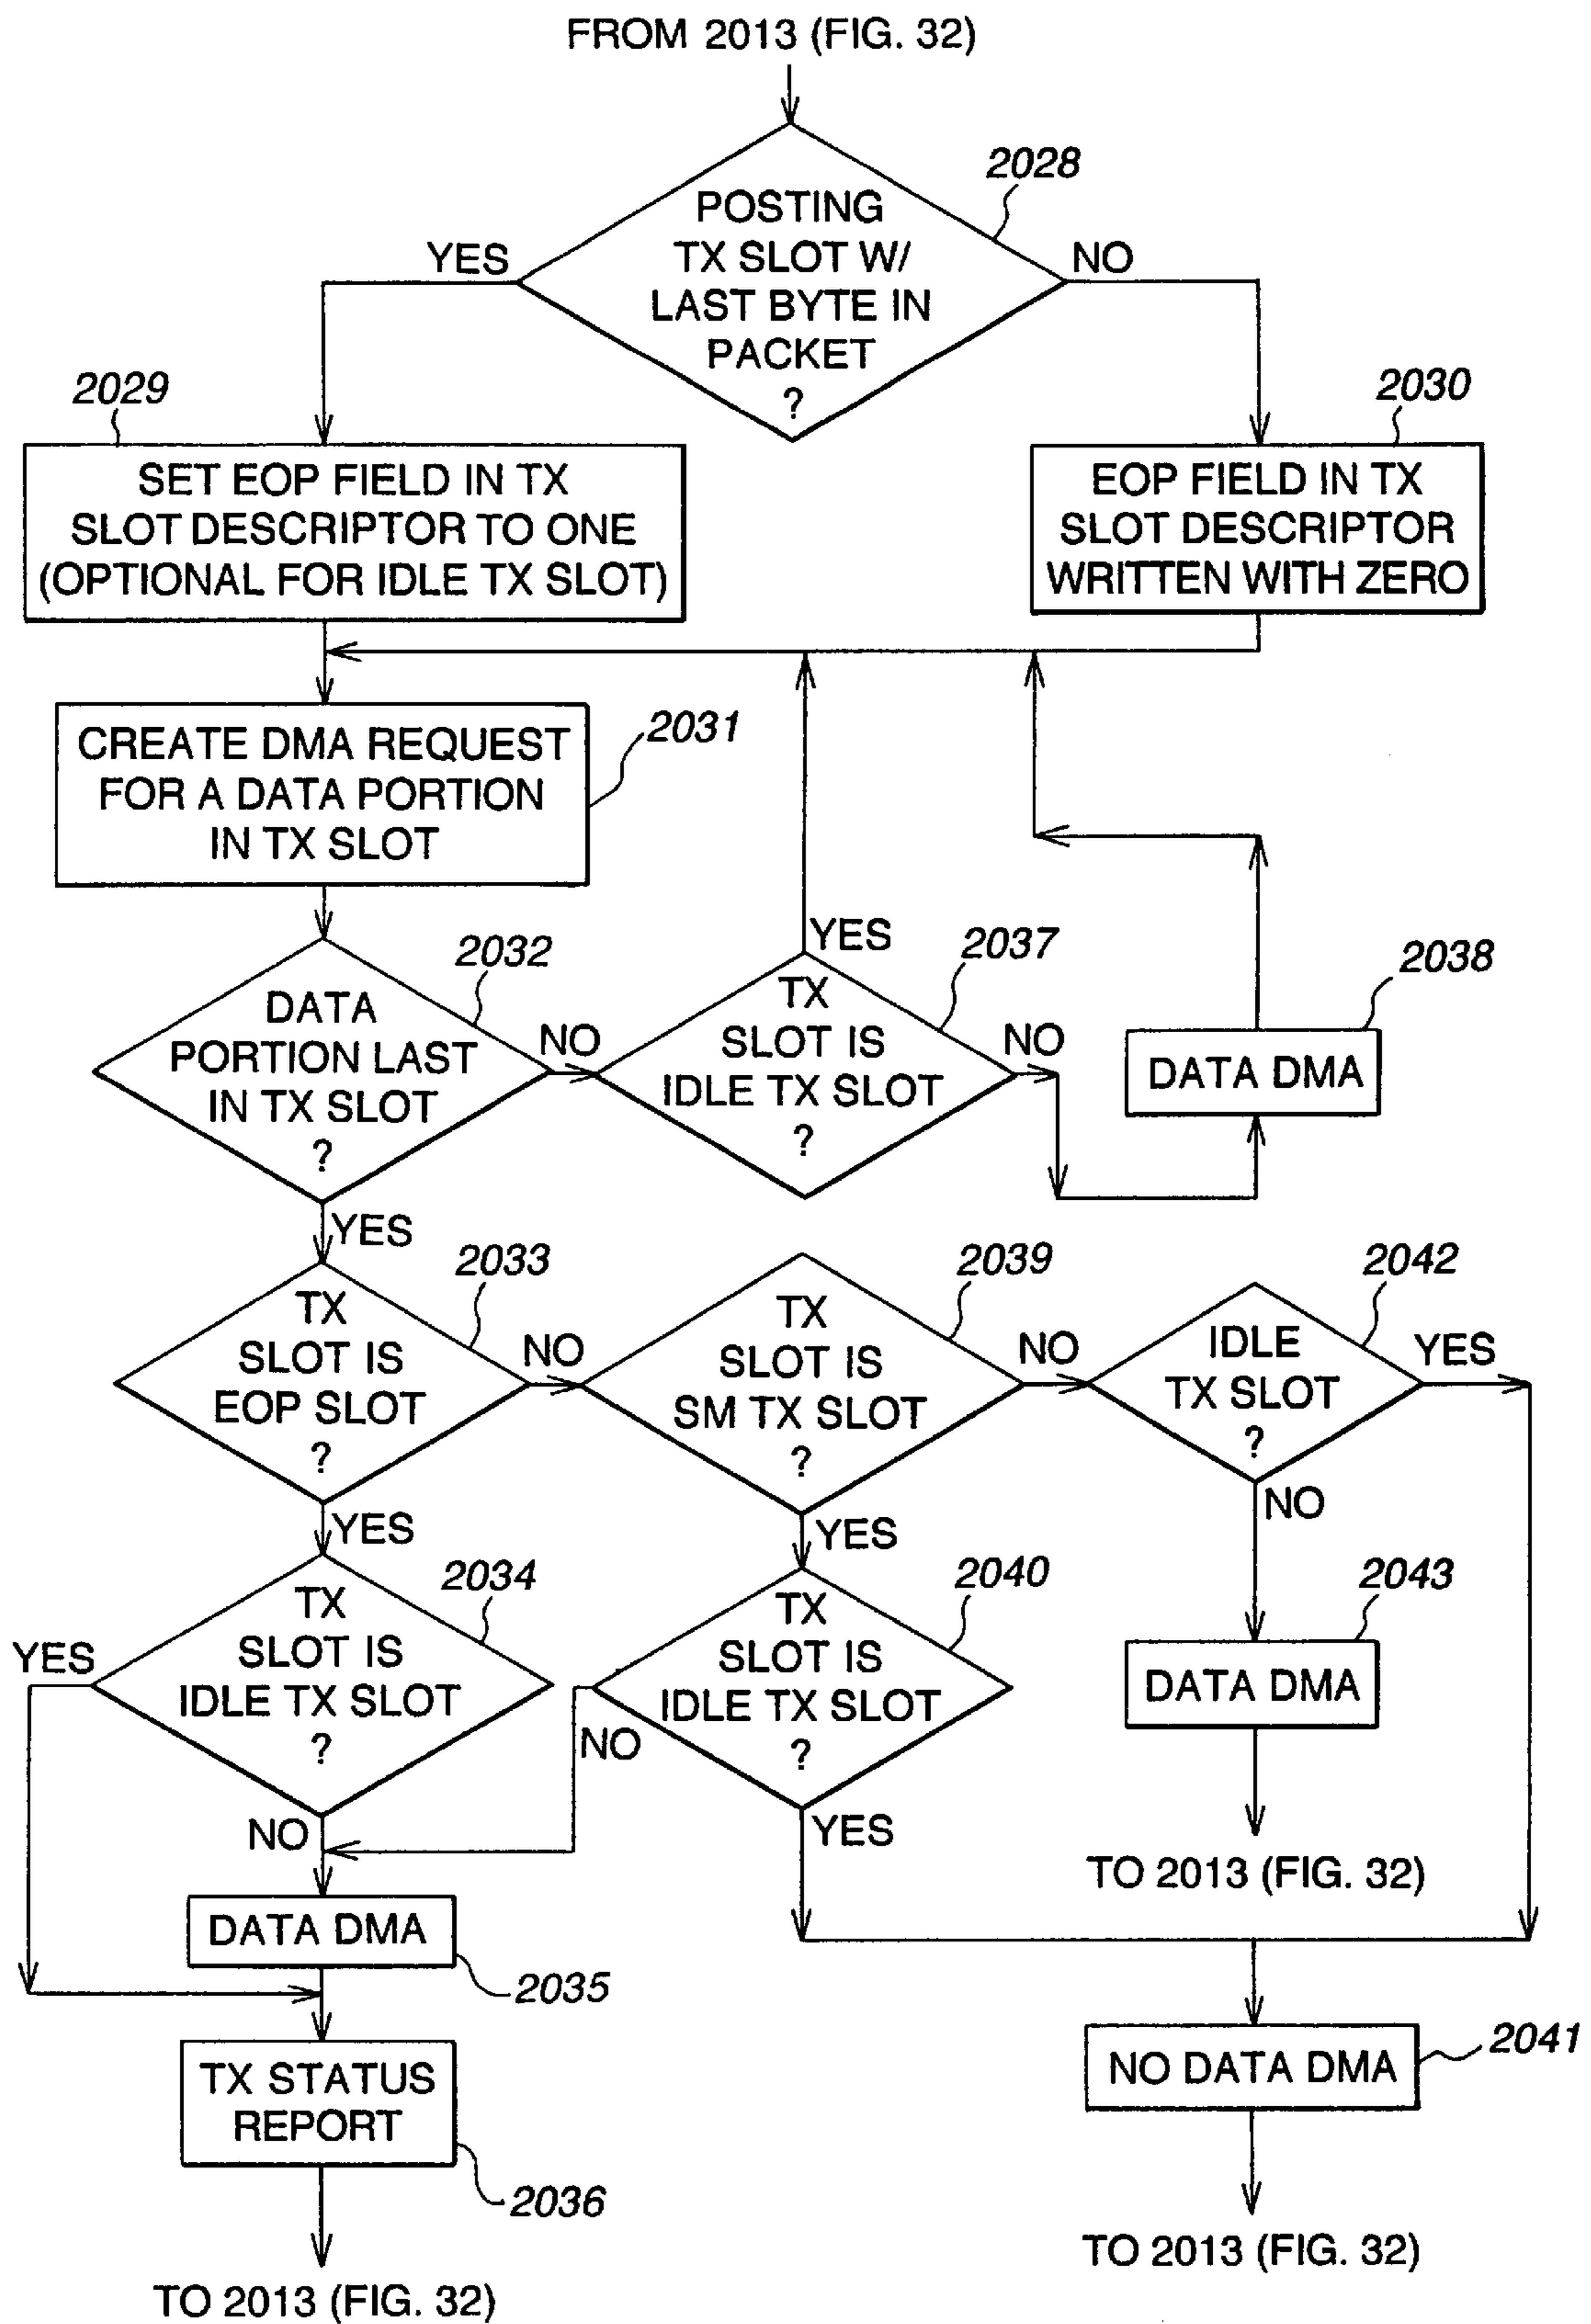 FROM 2013 (FIG. 32)
2028
POSTING
TX SLOT W/
LAST BYTE IN
PACKET
?
YES
NO
2029
SET EOP FIELD IN TX
SLOT DESCRIPTOR TO ONE
(OPTIONAL FOR IDLE TX SLOT)
2030
EOP FIELD IN TX
SLOT DESCRIPTOR
WRITTEN WITH ZERO
CREATE DMA REQUEST
FOR A DATA PORTION
IN TX SLOT
2031
2032
DATA
PORTION LAST
IN TX SLOT
?
NO
YES
2037
TX
SLOT IS
IDLE TX SLOT
?
NO
2038
DATA DMA
YES
2033
TX
SLOT IS
EOP SLOT
?
NO
2039
TX
SLOT IS
SM TX SLOT
?
NO
2042
IDLE
TX SLOT
?
YES
YES
YES
NO
2034
TX
SLOT IS
IDLE TX SLOT
?
YES
NO
2040
TX
SLOT IS
IDLE TX SLOT
?
NO
YES
2043
DATA DMA
TO 2013 (FIG. 32)
DATA DMA
2035
TX STATUS
REPORT
2036
TO 2013 (FIG. 32)
NO DATA DMA
2041
TO 2013 (FIG. 32)